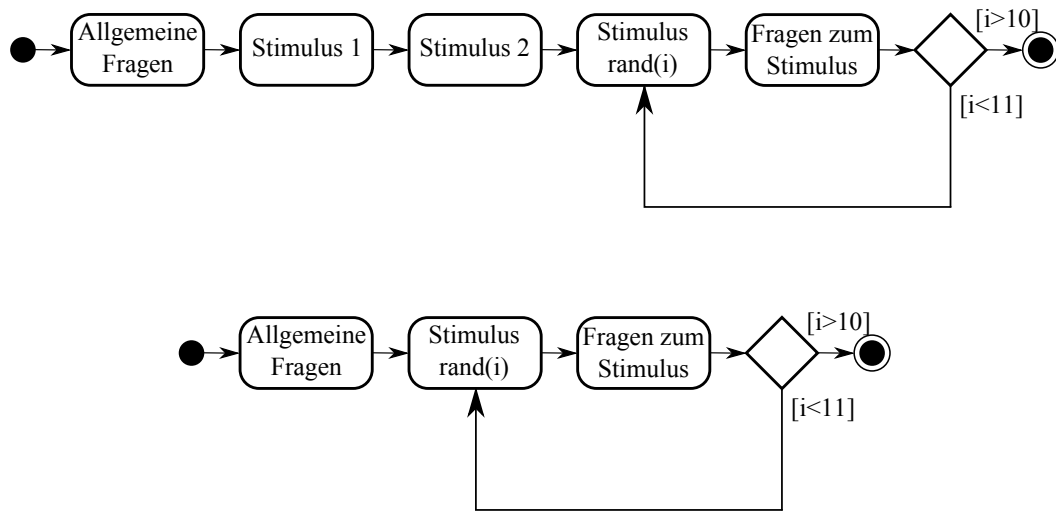 Allgemeine
Fragen
Stimulus 1
Stimulus 2
Stimulus
rand(i)
Fragen zum
Stimulus
[i>10]
[i<11]
Allgemeine
Fragen
Stimulus
rand(i)
Fragen zum
Stimulus
[i>10]
[i<11]